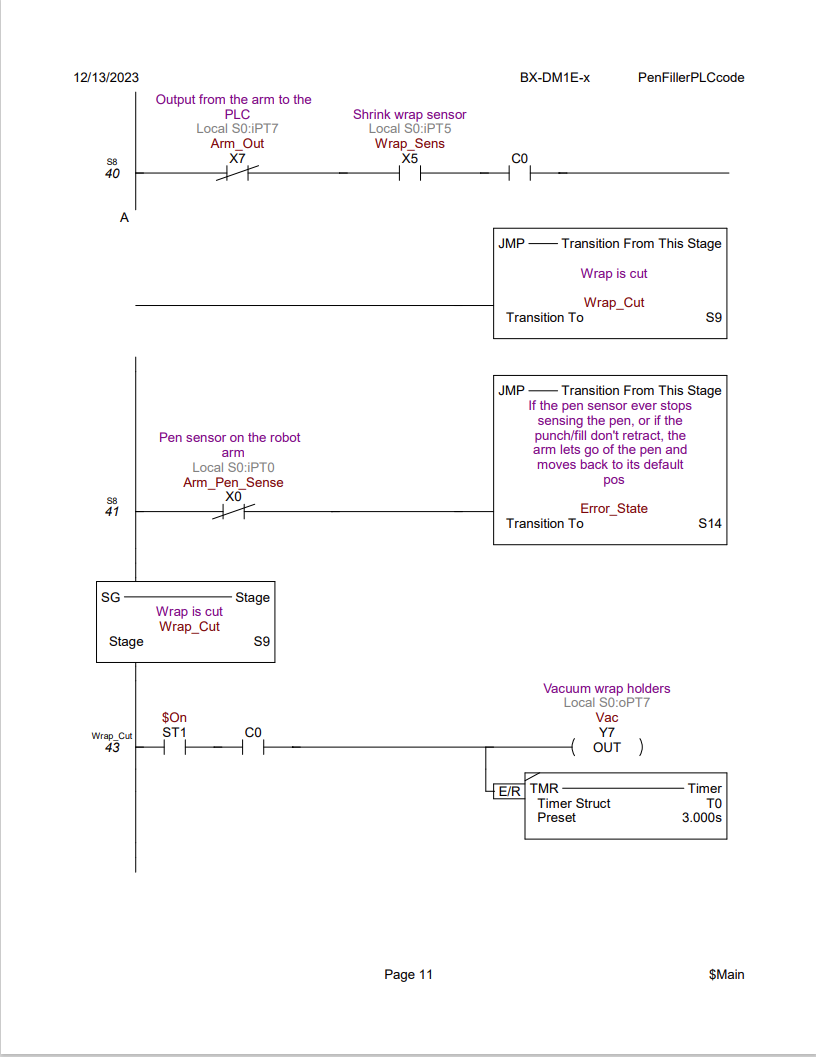 12/13/2023 BX-DM1E-x PenFillerPLCcode
Output from the arm to the
PLC
Local S0:iPT7
Arm_Out
X7
Shrink wrap sensor
Local S0:iPT5
Wrap_Sens
X5
C0
S8
40
A
JMP Transition From This Stage
Wrap is cut
Wrap_Cut
Transition To S9
JMP Transition From This Stage
If the pen sensor ever stops
sensing the pen, or if the
punch/fill don't retract, the
arm lets go of the pen and
moves back to its default
pos
Error_State
Transition To S14
Pen sensor on the robot
arm
Local S0:iPT0
Arm_Pen_Sense
X0
S8
41
SG Stage
Wrap is cut
Wrap_Cut
Stage S9
Vacuum wrap holders
Local S0:oPT7
Vac
Y7
OUT
$On
ST1
C0
Wrap_Cut
43
E/R
TMR Timer
Timer Struct T0
Preset 3.000s
Page 11 $Main